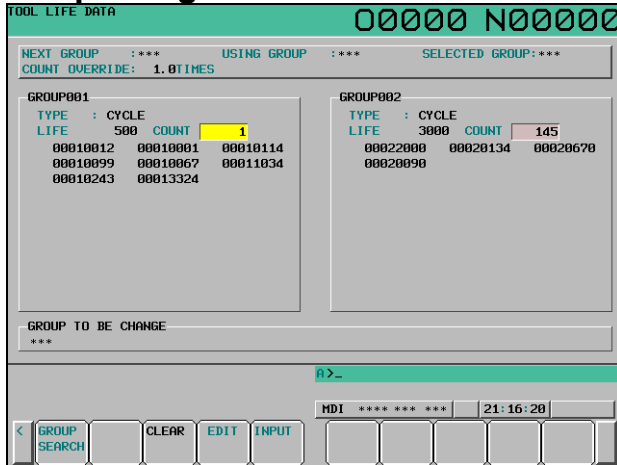 TOOL LIFE DATA
O0000 N00000
NEXT GROUP :*** USING GROUP :*** SELECTED GROUP:***
COUNT OVERRIDE: 1.0TIMES
GROUP001
TYPE : CYCLE
LIFE 500 COUNT 1
00010012 00010001 00010114
00010099 00010067 00011034
00010243 00013324
GROUP002
TYPE : CYCLE
LIFE 3000 COUNT 145
00022000 00020134 00020670
00020090
GROUP TO BE CHANGE
***
A>_
MDI **** *** *** 21:16:20
< GROUP SEARCH CLEAR EDIT INPUT